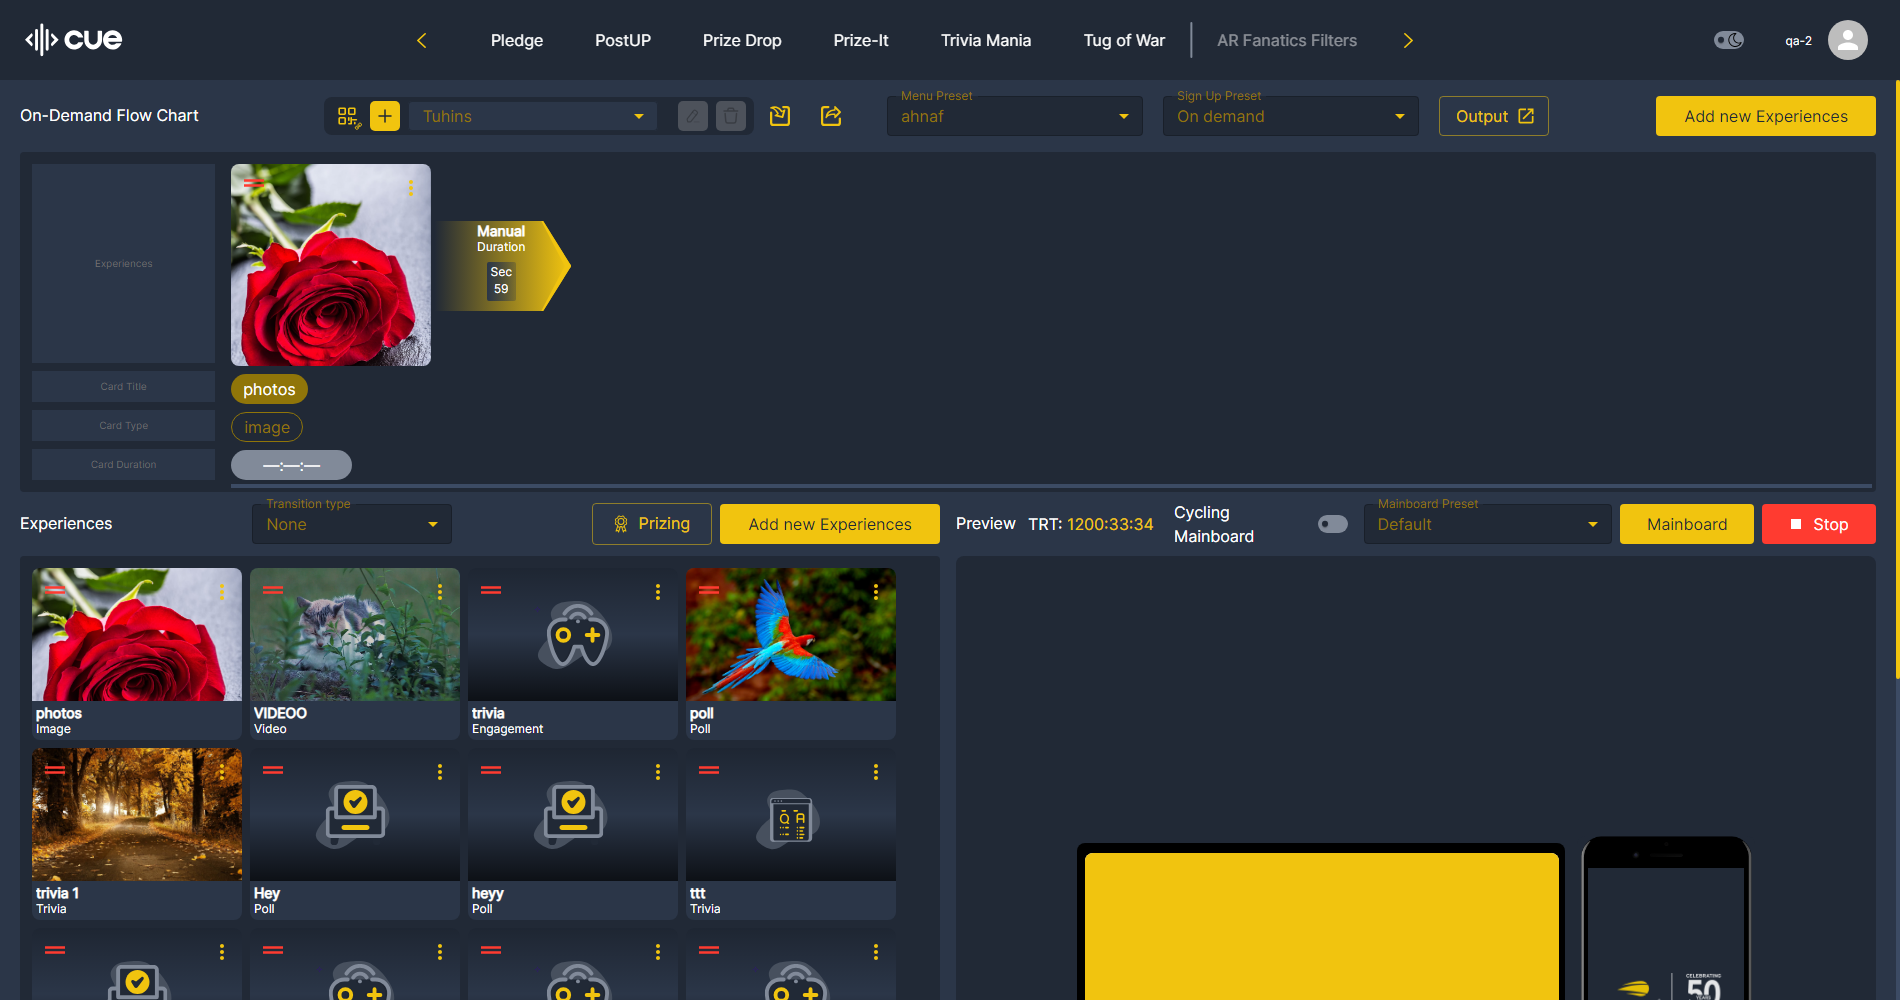 cue
Pledge
PostUP
Prize Drop
Prize-It
Trivia Mania
Tug of War
AR Fanatics Filters
qa-2
On-Demand Flow Chart
Tuhins
Menu Preset
ahnaf
Sign Up Preset
On demand
Output
Add new Experiences
Experiences
Manual
Duration
Sec
59
Card Title
photos
Card Type
image
Card Duration
—:—:—
Experiences
Transition type
None
Prizing
Add new Experiences
Preview
TRT: 1200:33:34
Cycling
Mainboard
Mainboard Preset
Default
Mainboard
Stop
photos
Image
VIDEOO
Video
trivia
Engagement
poll
Poll
trivia 1
Trivia
Hey
Poll
heyy
Poll
Q A
ttt
Trivia
CELEBRATING
50
YEARS